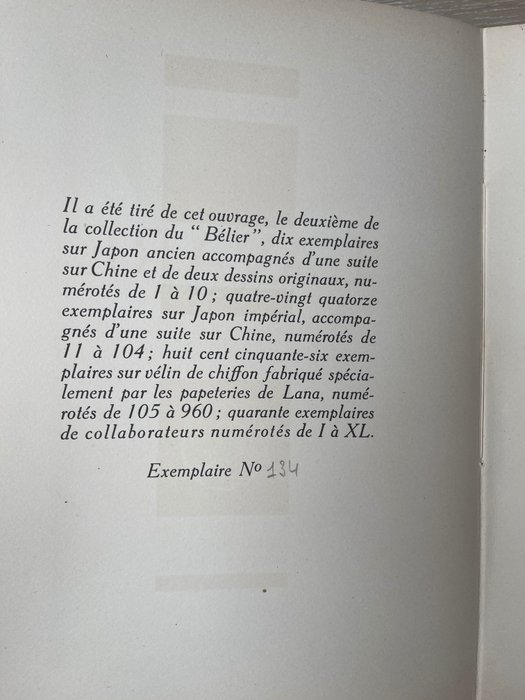 Il a été tiré de cet ouvrage, le deuxième de
la collection du " Bélier", dix exemplaires
sur Japon ancien accompagnés d'une suite
sur Chine et de deux dessins originaux, nu-
mérotés de 1 à 10 ; quatre-vingt quatorze
exemplaires sur Japon impérial, accompa-
gnés d'une suite sur Chine, numérotés de
11 à 104 ; huit cent cinquante-six exem-
plaires sur vélin de chiffon fabriqué spécia-
lement par les papeteries de Lana, numé-
rotés de 105 à 960 ; quarante exemplaires
de collaborateurs numérotés de I à XL.
Exemplaire No 134